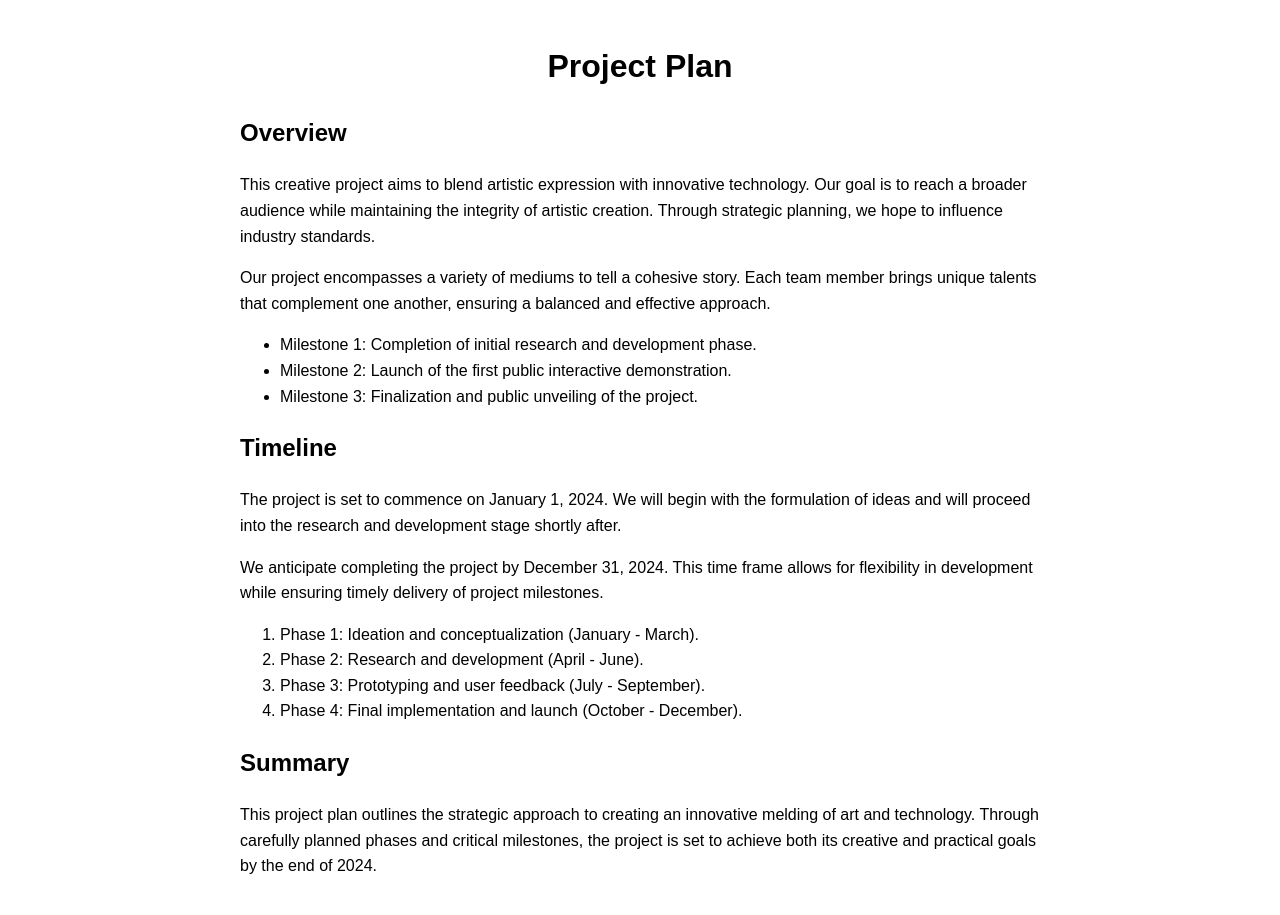 Project Plan
Overview
This creative project aims to blend artistic expression with innovative technology. Our goal is to reach a broader
audience while maintaining the integrity of artistic creation. Through strategic planning, we hope to influence
industry standards.
Our project encompasses a variety of mediums to tell a cohesive story. Each team member brings unique talents
that complement one another, ensuring a balanced and effective approach.
• Milestone 1: Completion of initial research and development phase.
• Milestone 2: Launch of the first public interactive demonstration.
• Milestone 3: Finalization and public unveiling of the project.
Timeline
The project is set to commence on January 1, 2024. We will begin with the formulation of ideas and will proceed
into the research and development stage shortly after.
We anticipate completing the project by December 31, 2024. This time frame allows for flexibility in development
while ensuring timely delivery of project milestones.
1. Phase 1: Ideation and conceptualization (January - March).
2. Phase 2: Research and development (April - June).
3. Phase 3: Prototyping and user feedback (July - September).
4. Phase 4: Final implementation and launch (October - December).
Summary
This project plan outlines the strategic approach to creating an innovative melding of art and technology. Through
carefully planned phases and critical milestones, the project is set to achieve both its creative and practical goals
by the end of 2024.